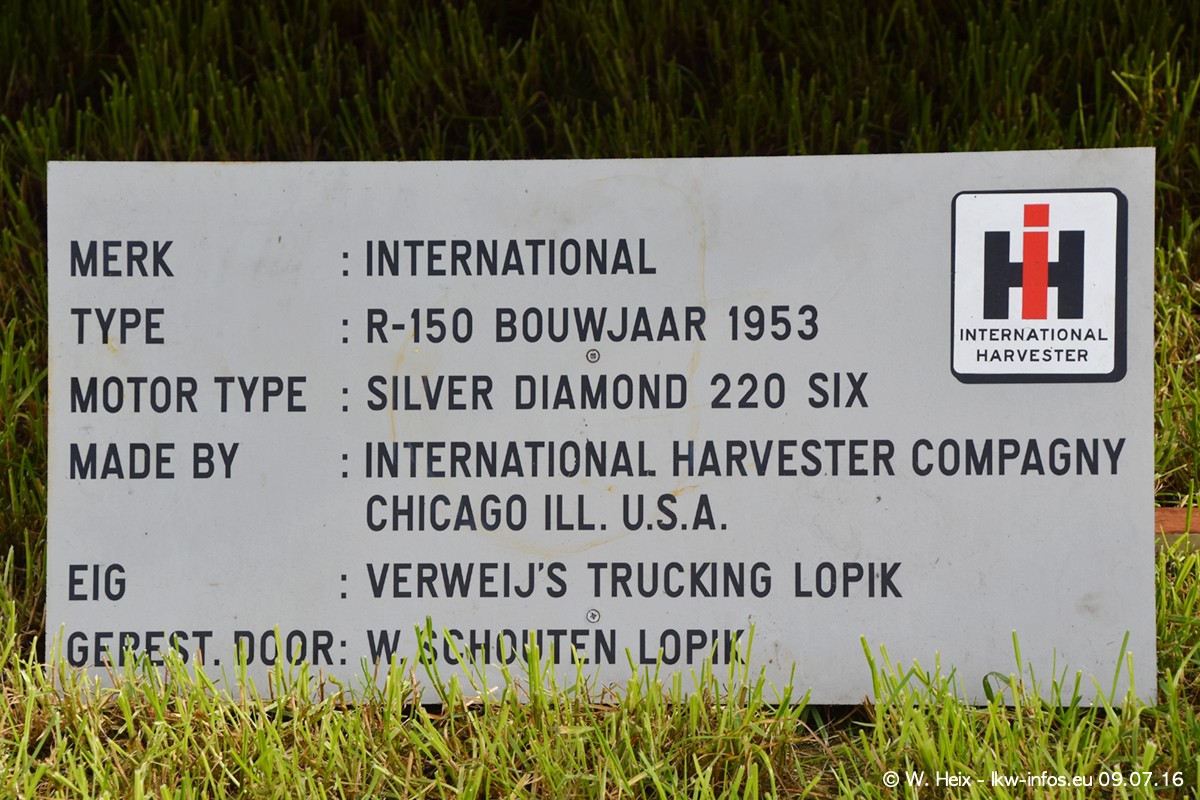 MERK : INTERNATIONAL
TYPE : R-150 BOUWJAAR 1953
MOTOR TYPE : SILVER DIAMOND 220 SIX
MADE BY : INTERNATIONAL HARVESTER COMPAGNY
CHICAGO ILL. U.S.A.
EIG : VERWEIJ'S TRUCKING LOPIK
GEREST. DOOR: W. SCHOUTEN LOPIK
IH
INTERNATIONAL
HARVESTER
© W. Heix - lkw-infos.eu 09.07.16